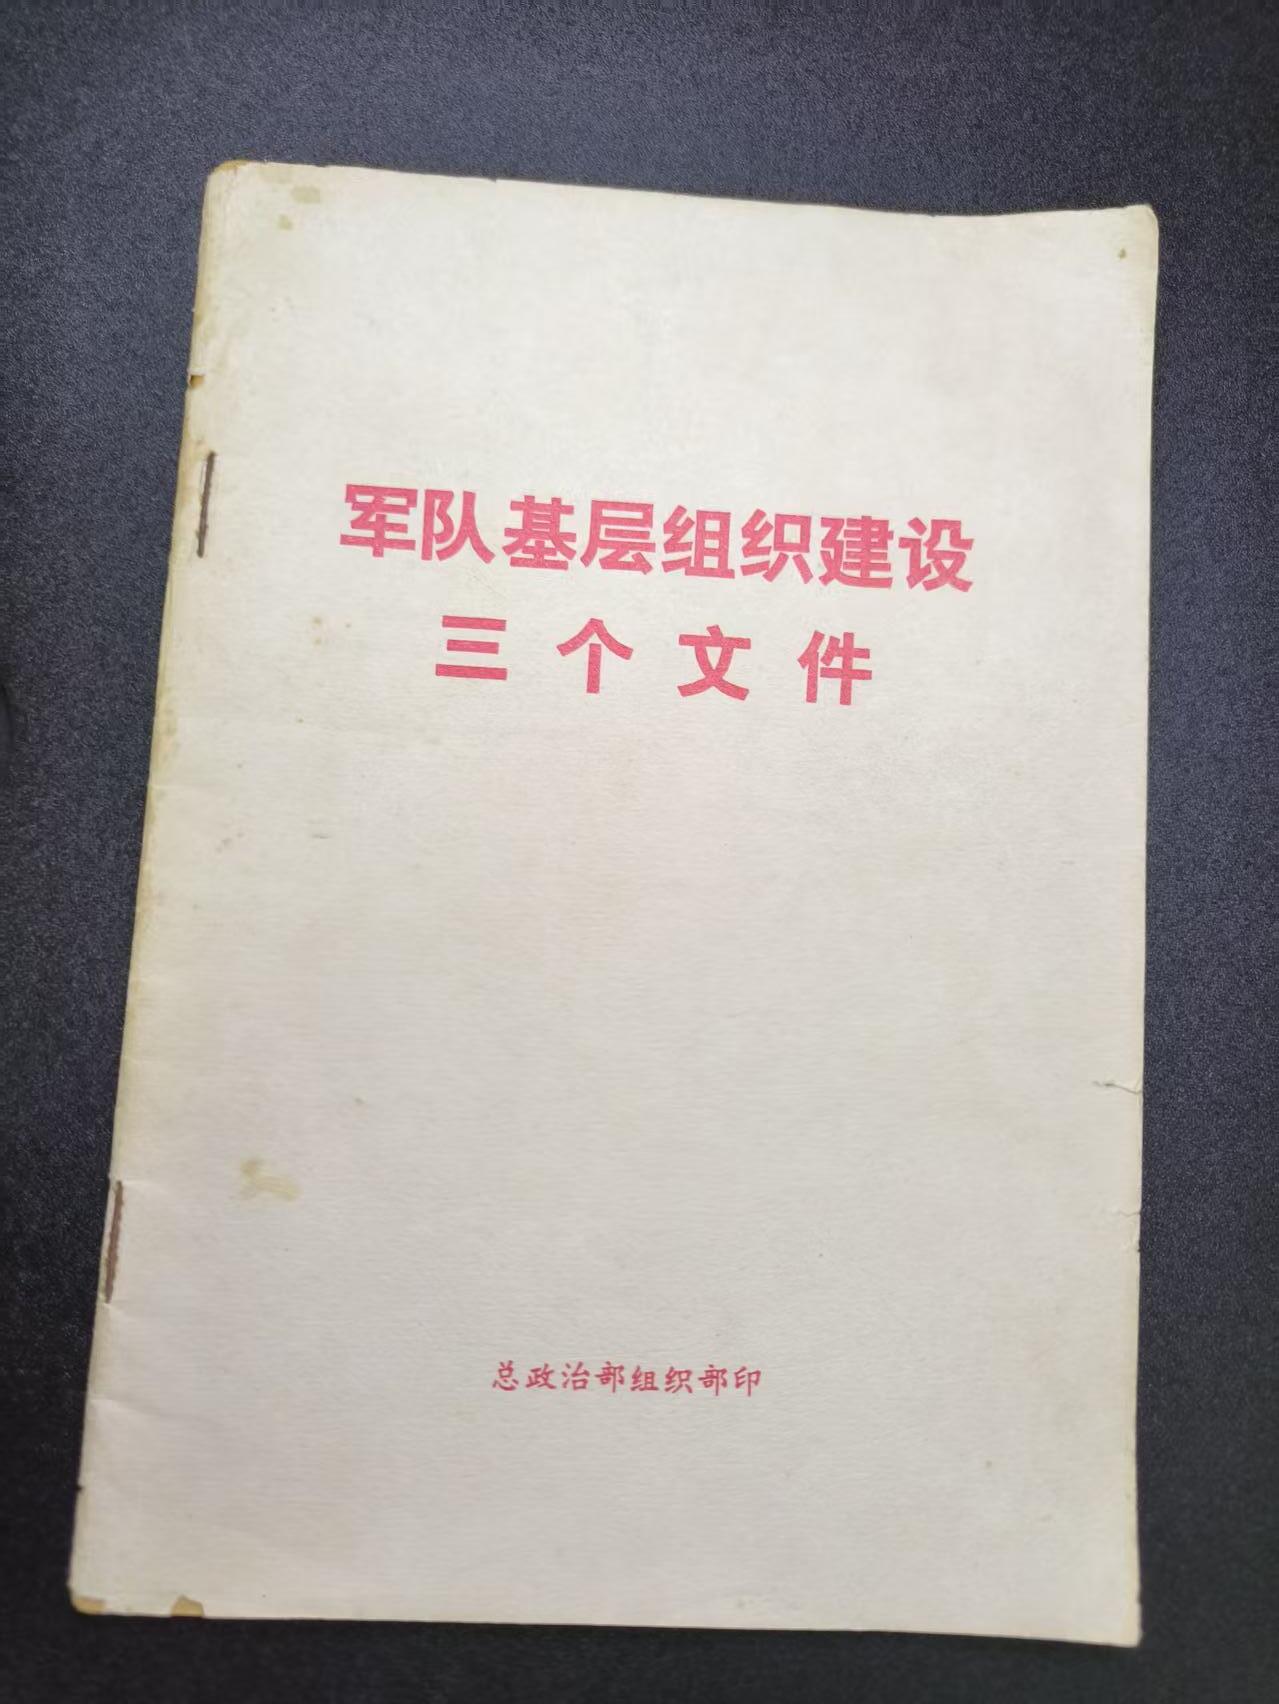 军队基层组织建设
三个文件
总政治部组织部印